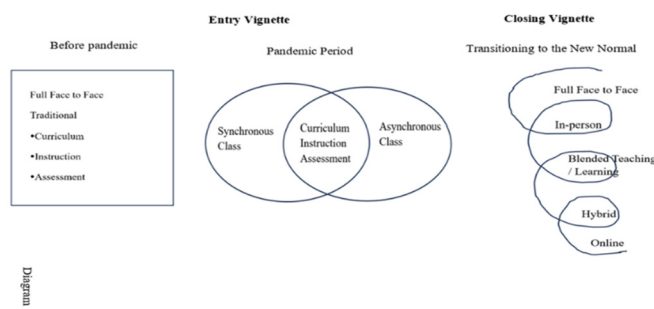 Entry Vignette
Closing Vignette
Before pandemic
Pandemic Period
Transitioning to the New Normal
Full Face to Face
Traditional
•Curriculum
•Instruction
•Assessment
Synchronous
Class
Curriculum
Instruction
Assessment
Asynchronous
Class
Full Face to Face
In-person
Blended Teaching
/ Learning
Hybrid
Online
Diagram